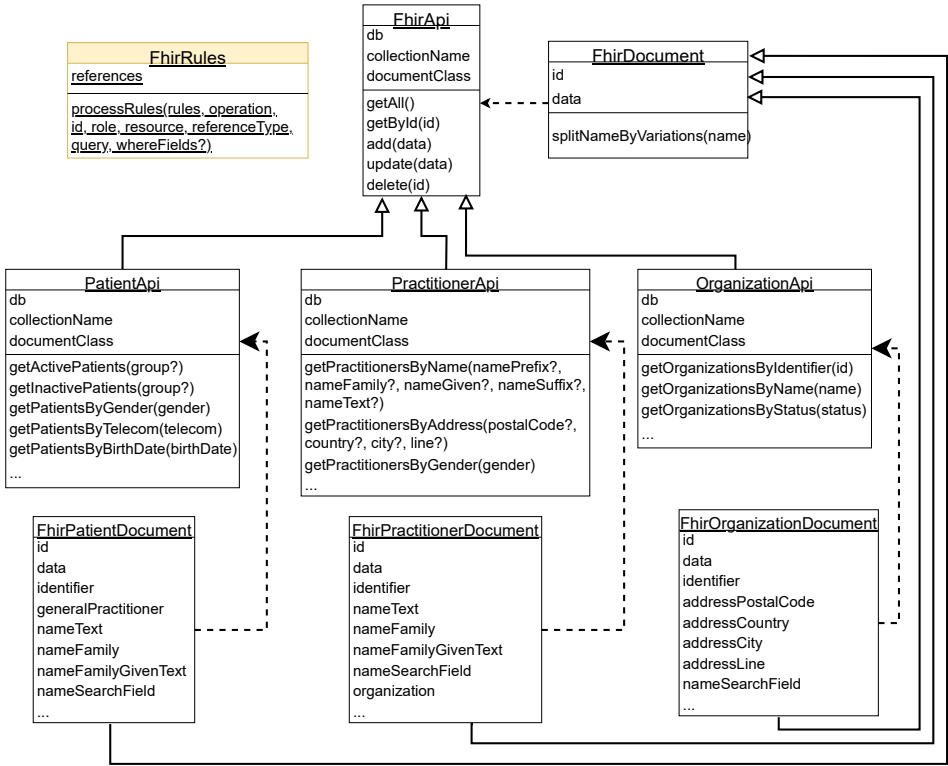 FhirRules
references
processRules(rules, operation,
id, role, resource, referenceType,
query, whereFields?)
FhirApi
db
collectionName
documentClass
getAll()
getById(id)
add(data)
update(data)
delete(id)
FhirDocument
id
data
splitNameByVariations(name)
PatientApi
db
collectionName
documentClass
getActivePatients(group?)
getInactivePatients(group?)
getPatientsByGender(gender)
getPatientsByTelecom(telecom)
getPatientsByBirthDate(birthDate)
...
PractitionerApi
db
collectionName
documentClass
getPractitionersByName(namePrefix?,
nameFamily?, nameGiven?, nameSuffix?,
nameText?)
getPractitionersByAddress(postalCode?,
country?, city?, line?)
getPractitionersByGender(gender)
...
OrganizationApi
db
collectionName
documentClass
getOrganizationsByIdentifier(id)
getOrganizationsByName(name)
getOrganizationsByStatus(status)
...
FhirPatientDocument
id
data
identifier
generalPractitioner
nameText
nameFamily
nameFamilyGivenText
nameSearchField
...
FhirPractitionerDocument
id
data
identifier
nameText
nameFamily
nameFamilyGivenText
nameSearchField
organization
...
FhirOrganizationDocument
id
data
identifier
addressPostalCode
addressCountry
addressCity
addressLine
nameSearchField
...